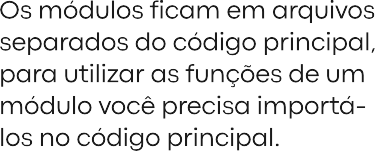 Os módulos ficam em arquivos
separados do código principal,
para utilizar as funções de um
módulo você precisa importá-
los no código principal.